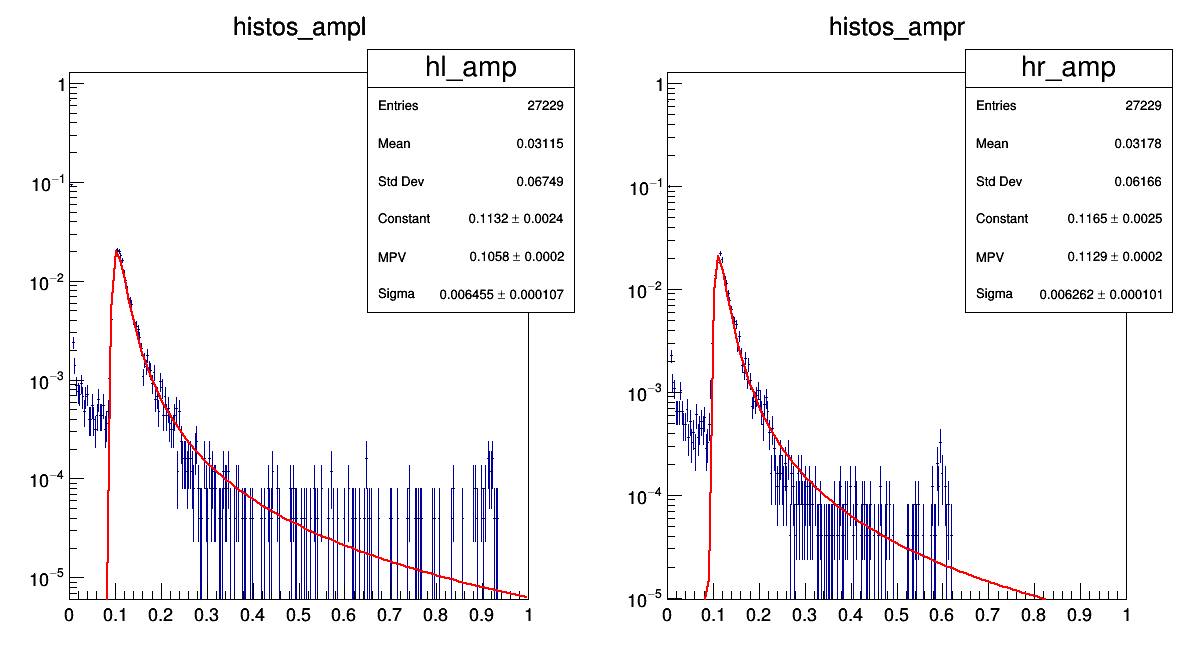 histos_ampl
hl_amp
Entries 27229
Mean 0.03115
Std Dev 0.06749
Constant 0.1132 ± 0.0024
MPV 0.1058 ± 0.0002
Sigma 0.006455 ± 0.000107
1
10−1
10−2
10−3
10−4
10−5
0 0.1 0.2 0.3 0.4 0.5 0.6 0.7 0.8 0.9 1
histos_ampr
hr_amp
Entries 27229
Mean 0.03178
Std Dev 0.06166
Constant 0.1165 ± 0.0025
MPV 0.1129 ± 0.0002
Sigma 0.006262 ± 0.000101
1
10−1
10−2
10−3
10−4
10−5
0 0.1 0.2 0.3 0.4 0.5 0.6 0.7 0.8 0.9 1